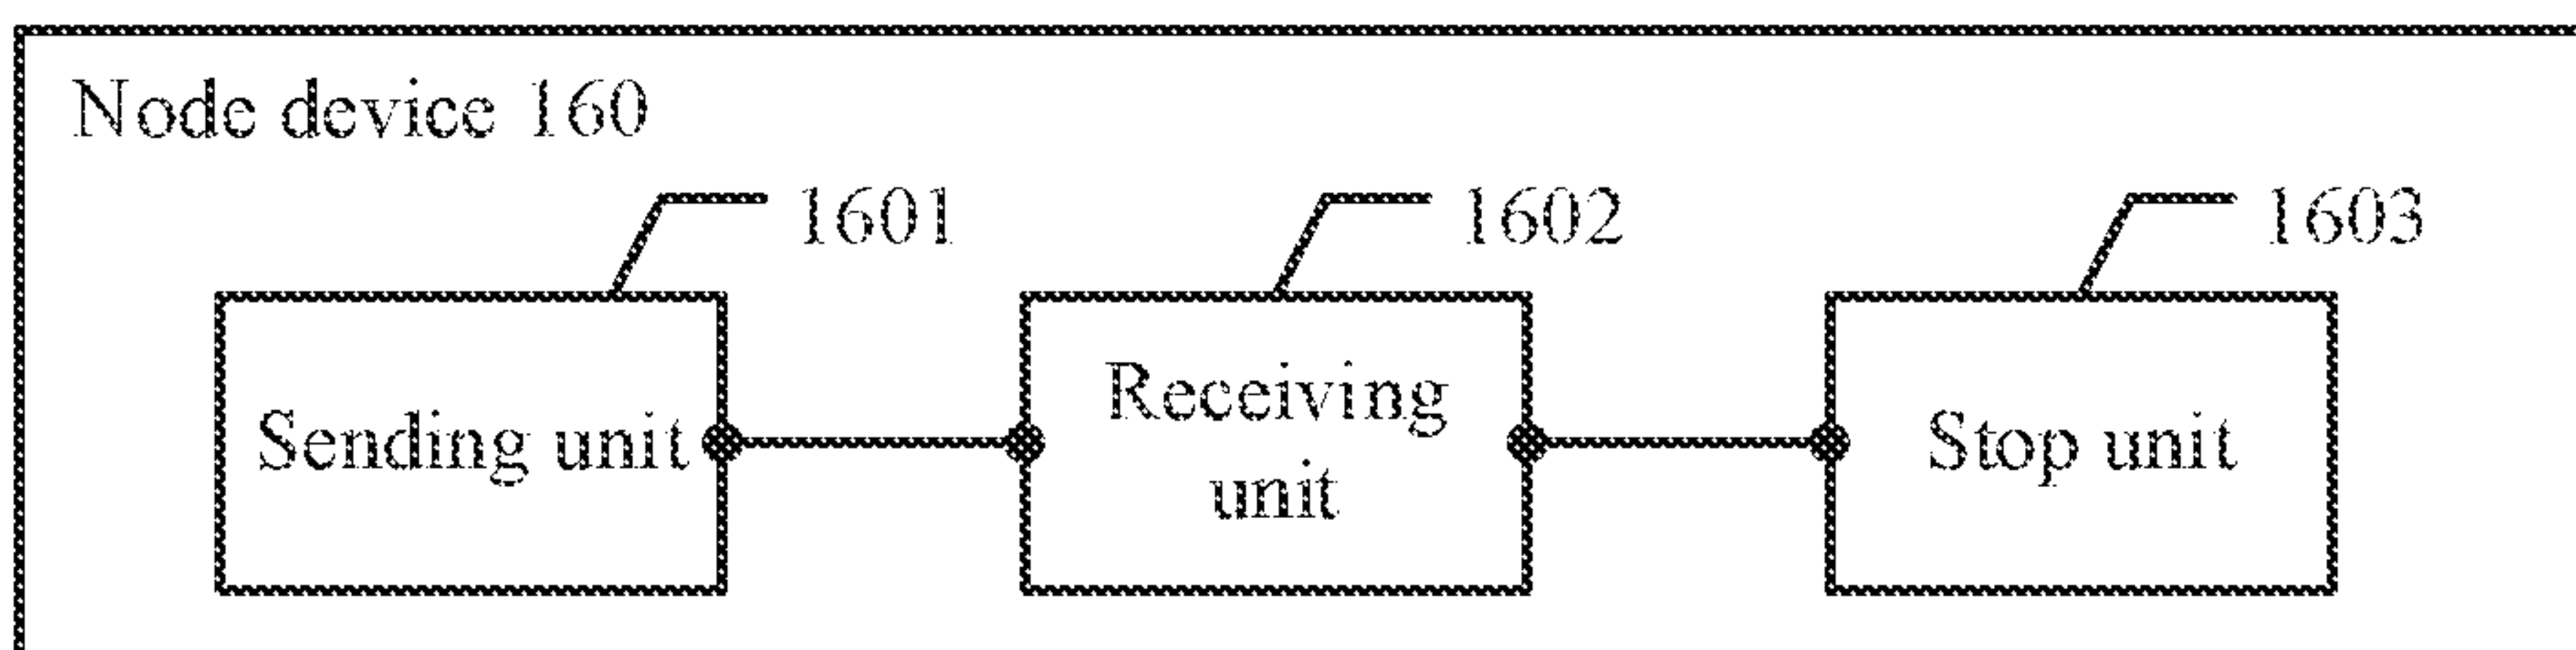 Node device 160
1601
1602
1603
Sending unit
Receiving
unit
Stop unit